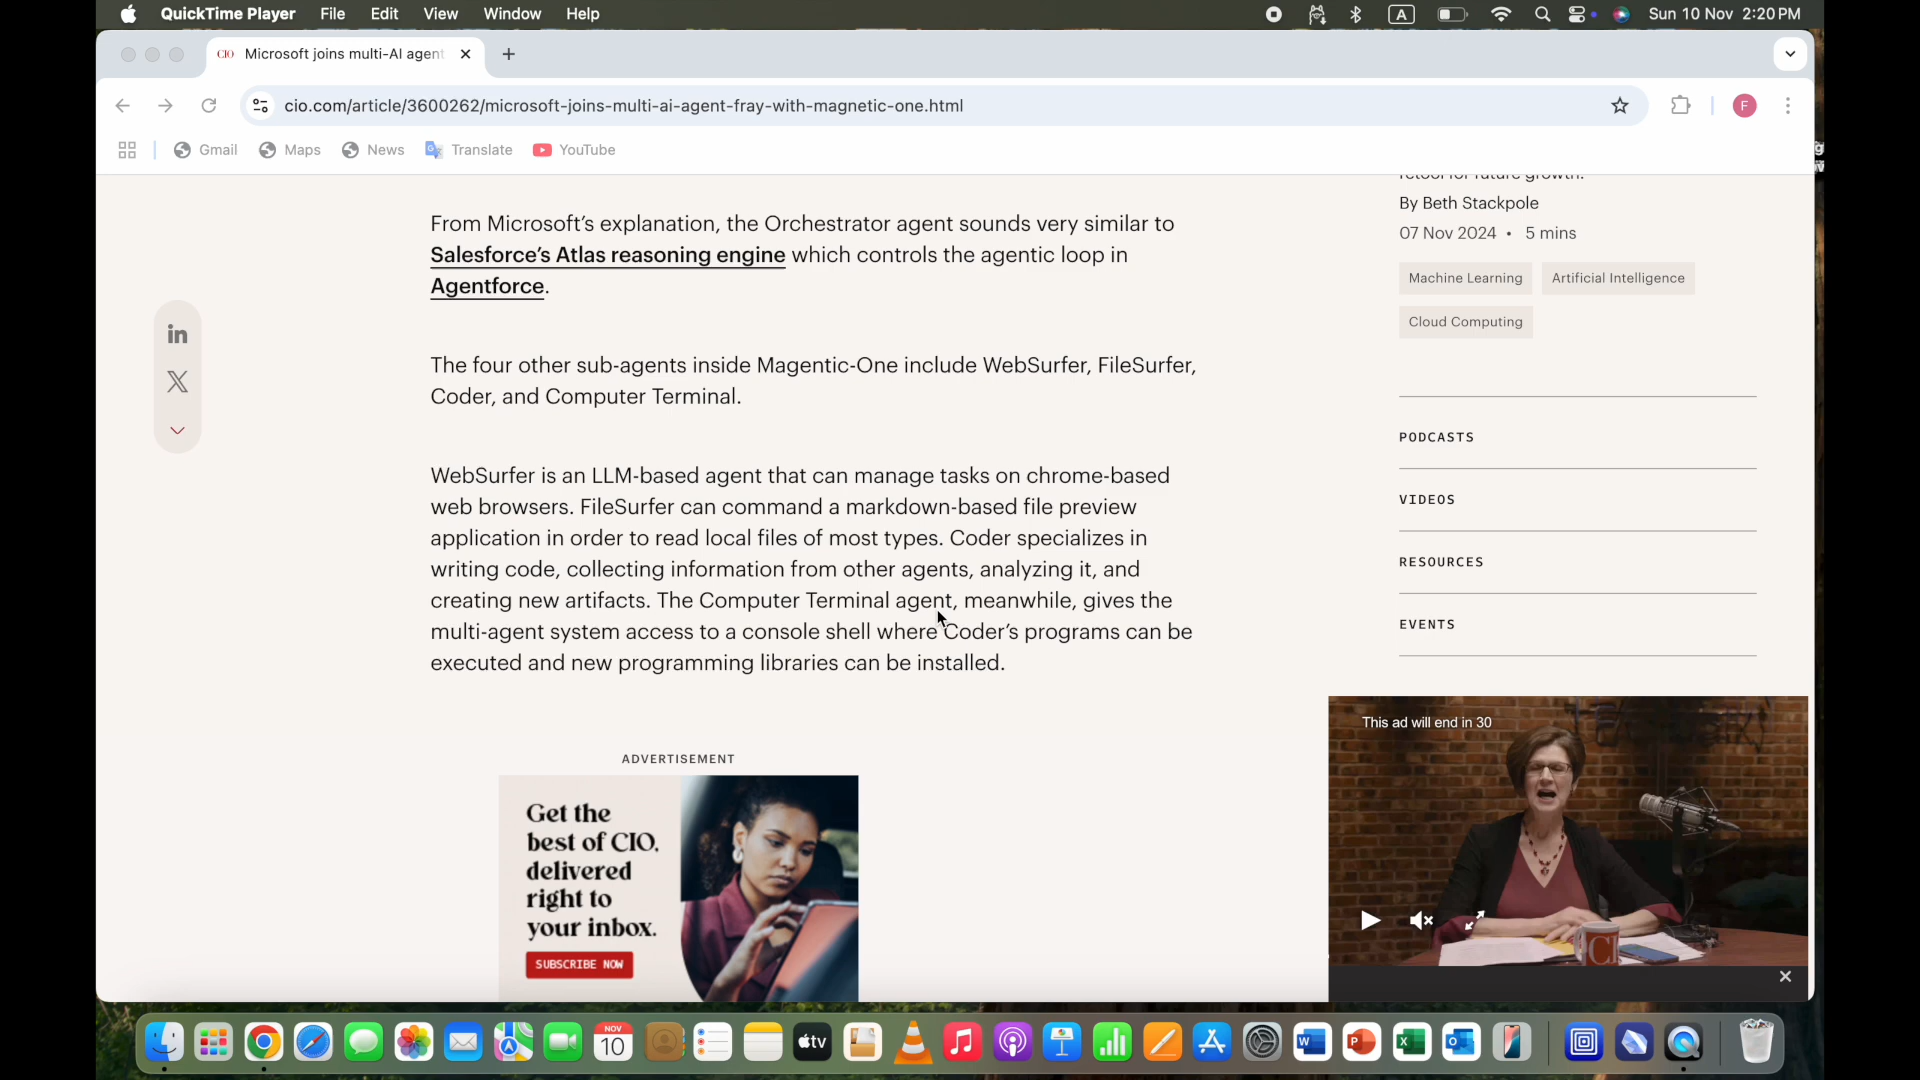 QuickTime Player File Edit View Window Help
A
Sun 10 Nov 2:20 PM
CIO Microsoft joins multi-AI agent
cio.com/article/3600262/microsoft-joins-multi-ai-agent-fray-with-magnetic-one.html
F
Gmail Maps News Translate YouTube
From Microsoft's explanation, the Orchestrator agent sounds very similar to
Salesforce's Atlas reasoning engine which controls the agentic loop in
Agentforce.
The four other sub-agents inside Magentic-One include WebSurfer, FileSurfer,
Coder, and Computer Terminal.
WebSurfer is an LLM-based agent that can manage tasks on chrome-based
web browsers. FileSurfer can command a markdown-based file preview
application in order to read local files of most types. Coder specializes in
writing code, collecting information from other agents, analyzing it, and
creating new artifacts. The Computer Terminal agent, meanwhile, gives the
multi-agent system access to a console shell where Coder's programs can be
executed and new programming libraries can be installed.
ADVERTISEMENT
Get the
best of CIO,
delivered
right to
your inbox.
SUBSCRIBE NOW
retool for future growth.
By Beth Stackpole
07 Nov 2024 • 5 mins
Machine Learning
Artificial Intelligence
Cloud Computing
PODCASTS
VIDEOS
RESOURCES
EVENTS
This ad will end in 30
NOV
10
tv